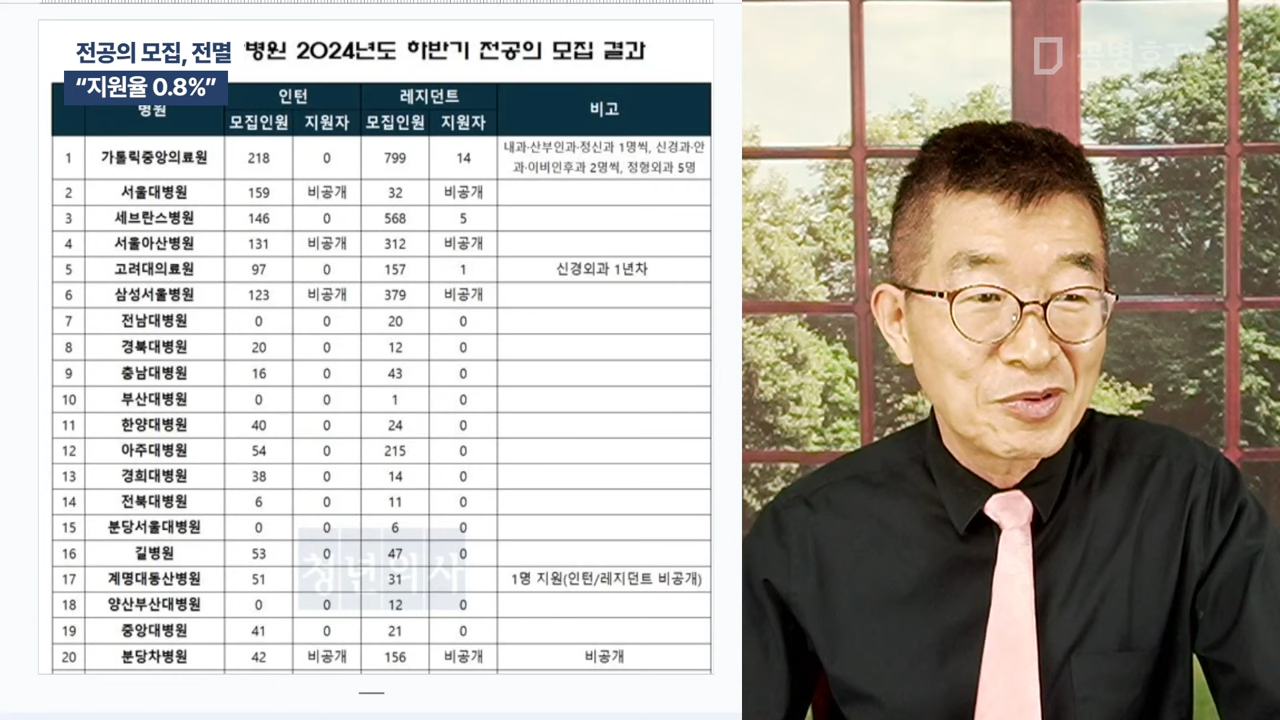 전공의 모집, 전멸
“지원율 0.8%”
병원 2024년도 하반기 전공의 모집 결과
병원 인턴 레지던트 비고
모집인원 지원자 모집인원 지원자
1 가톨릭중앙의료원 218 0 799 14 내과·산부인과·정신과 1명씩, 신경과·안
과·이비인후과 2명씩, 정형외과 5명
2 서울대병원 159 비공개 32 비공개
3 세브란스병원 146 0 568 5
4 서울아산병원 131 비공개 312 비공개
5 고려대의료원 97 0 157 1 신경외과 1년차
6 삼성서울병원 123 비공개 379 비공개
7 전남대병원 0 0 20 0
8 경북대병원 20 0 12 0
9 충남대병원 16 0 43 0
10 부산대병원 0 0 1 0
11 한양대병원 40 0 24 0
12 아주대병원 54 0 215 0
13 경희대병원 38 0 14 0
14 전북대병원 6 0 11 0
15 분당서울대병원 0 0 6 0
16 길병원 53 0 47 0
17 계명대동산병원 51 0 31 0 1명 지원(인턴/레지던트 비공개)
18 양산부산대병원 0 0 12 0
19 중앙대병원 41 0 21 0
20 분당차병원 42 비공개 156 비공개 비공개
청년의사
공병호